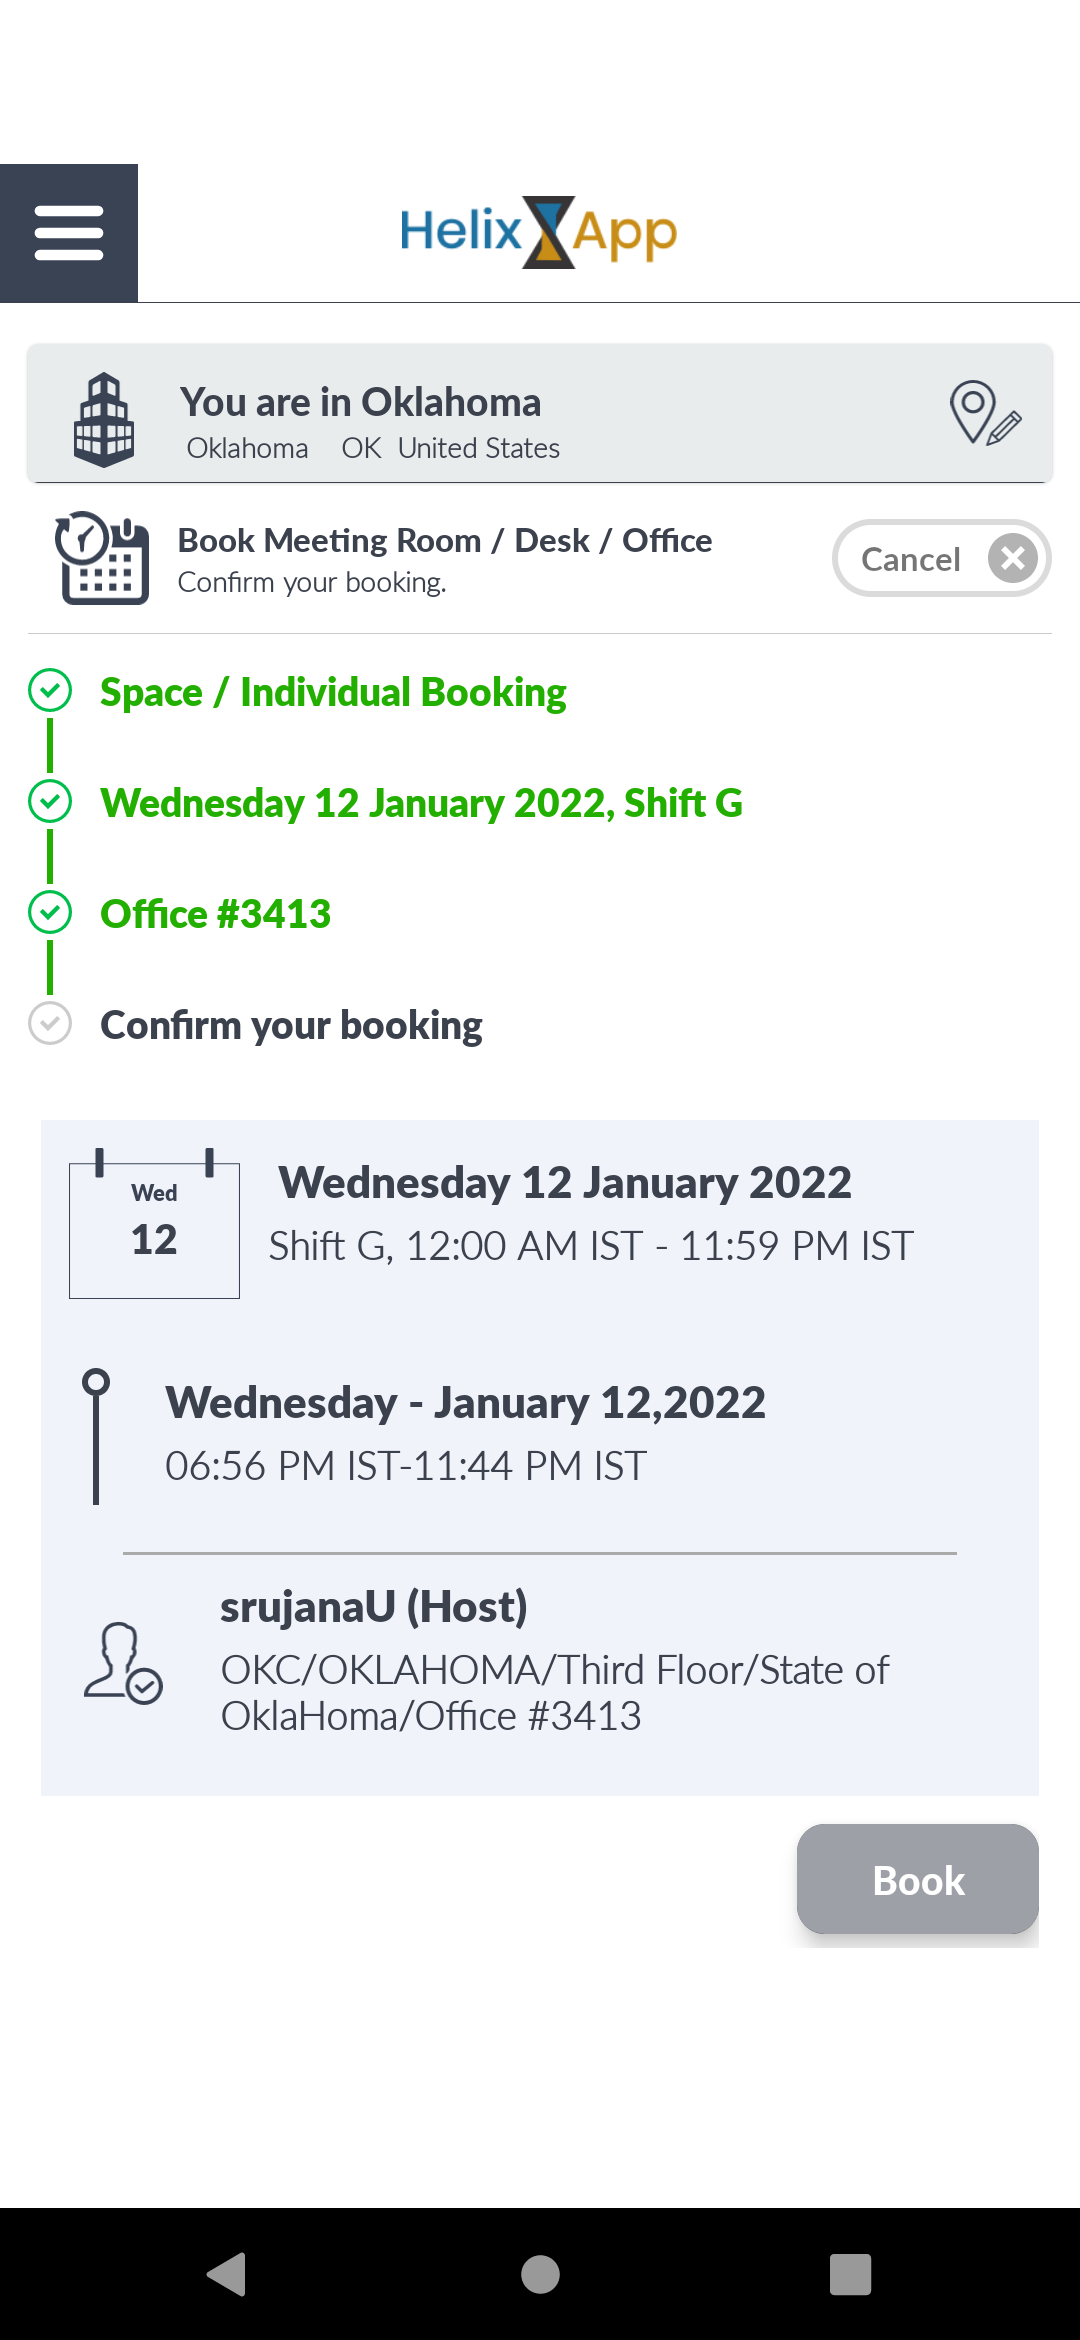 Helix App
You are in Oklahoma
Oklahoma OK United States
Book Meeting Room / Desk / Office
Confirm your booking.
Cancel
Space / Individual Booking
Wednesday 12 January 2022, Shift G
Office #3413
Confirm your booking
Wed
12
Wednesday 12 January 2022
Shift G, 12:00 AM IST - 11:59 PM IST
Wednesday - January 12,2022
06:56 PM IST-11:44 PM IST
srujanaU (Host)
OKC/OKLAHOMA/Third Floor/State of
OklaHoma/Office #3413
Book